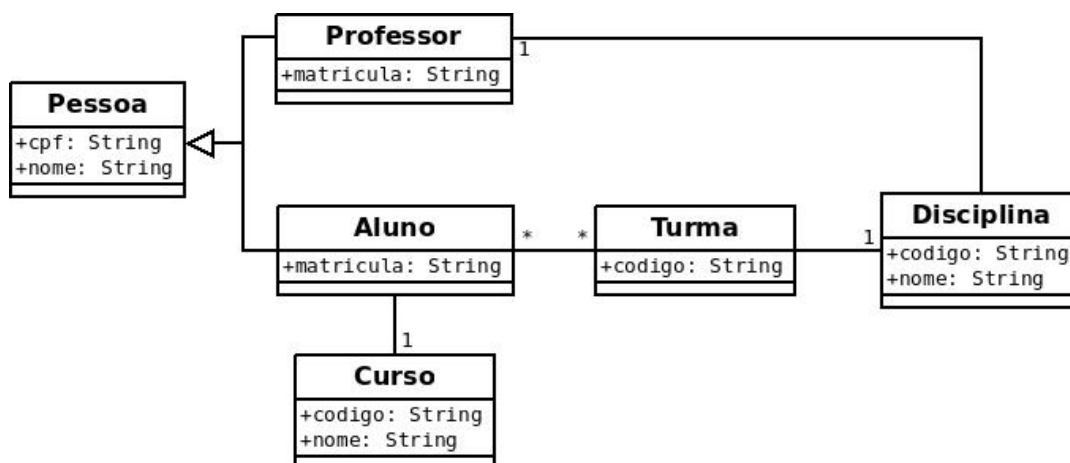 Professor
1
+matricula: String
Pessoa
+cpf: String
+nome: String
Aluno
* *
+matricula: String
Turma
+codigo: String
1
Disciplina
+codigo: String
+nome: String
1
Curso
+codigo: String
+nome: String